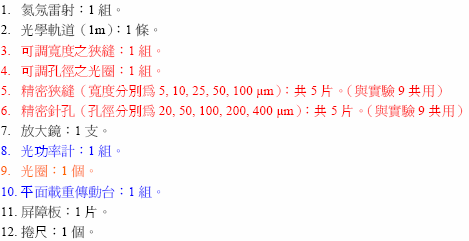 1. 氦氖雷射：1 組。
2. 光學軌道（1m）：1 條。
3. 可調寬度之狹縫：1 組。
4. 可調孔徑之光圈：1 組。
5. 精密狹縫（寬度分別為 5, 10, 25, 50, 100 μm）：共 5 片。（與實驗 9 共用）
6. 精密針孔（孔徑分別為 20, 50, 100, 200, 400 μm）：共 5 片。（與實驗 9 共用）
7. 放大鏡：1 支。
8. 光功率計：1 組。
9. 光圈：1 個。
10. 平面載重傳動台：1 組。
11. 屏障板：1 片。
12. 捲尺：1 個。